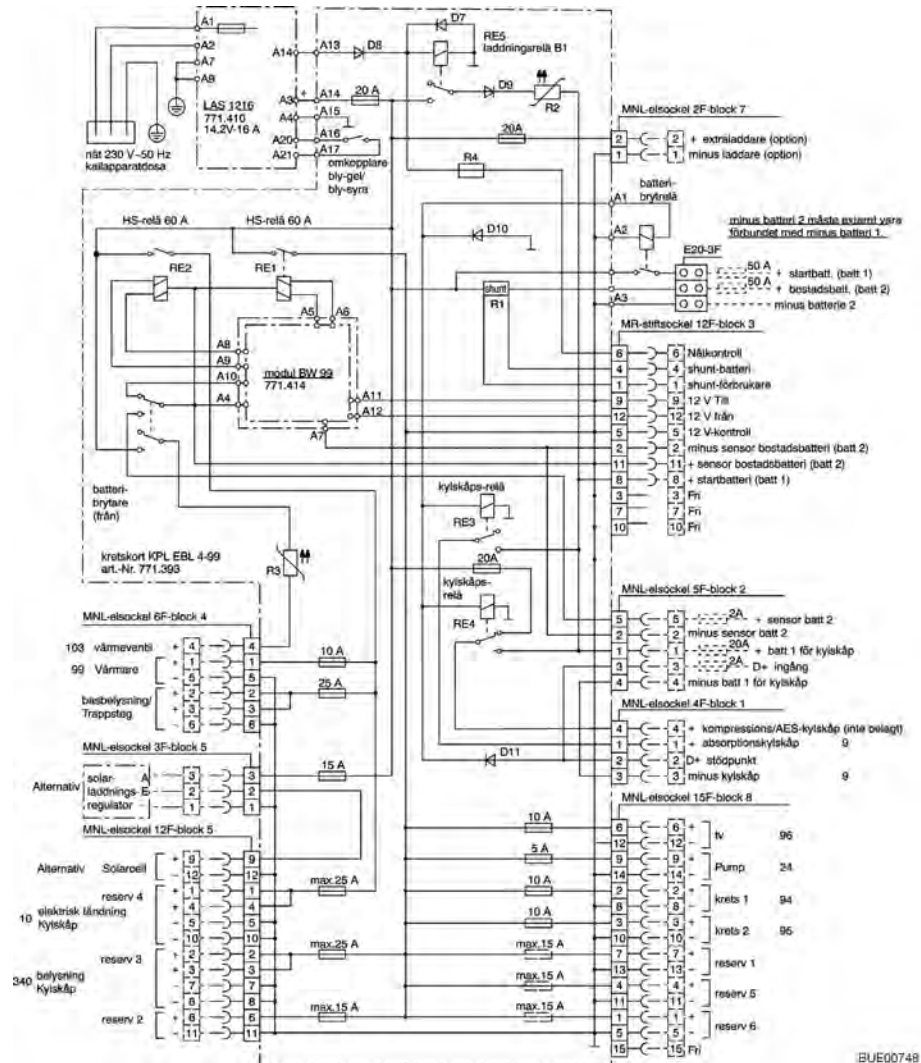 A1
A2
A7
A9
A14
A13
D8
D7
RE5
laddningsrelä B1
LAS 1216
771.410
14,2V-16 A
A3
+
A14
20 A
A4
A15
A20
A16
A21
A17
omkopplare
bly-gel/
bly-syra
D9
R2
nät 230 V~50 Hz
kallapparatdosa
20A
R4
MNL-elsockel 2F-block 7
2 2 + extraladdare (option)
1 1 minus laddare (option)
batteri-
brytrelä
A1
A2
minus batteri 2 måste externt vara
förbundet med minus batteri 1
D10
E20-3F
50 A + startbatt. (batt 1)
50 A + bostadsbatt. (batt 2)
A3
minus batterie 2
shunt
R1
HS-relä 60 A
HS-relä 60 A
RE2
RE1
A5
A6
A8
A9
A10
A4
modul BW 99
771.414
A11
A12
A7
batteri-
brytare
(från)
kretskort KPL EBL 4-99
art.-Nr. 771.393
R3
MR-stiftsockel 12F-block 3
6 6 Nätkontroll
4 4 shunt-batteri
1 1 shunt-förbrukare
9 9 12 V Till
12 12 12 V från
5 5 12 V-kontroll
2 2 minus sensor bostadsbatteri (batt 2)
11 11 + sensor bostadsbatteri (batt 2)
8 8 + startbatteri (batt 1)
3 3 Fri
7 7 Fri
10 10 Fri
kylskåps-relä
RE3
20A
kylskåps-
relä
RE4
D11
MNL-elsockel 5F-block 2
5 5 2A + sensor batt 2
2 2 minus sensor batt 2
1 1 20A + batt 1 för kylskåp
3 3 2A D+ ingång
4 4 minus batt 1 för kylskåp
MNL-elsockel 4F-block 1
4 4 + kompressions/AES-kylskåp (inte belagt)
1 1 + absorptionskylskåp 9
2 2 D+ stödpunkt
3 3 minus kylskåp 9
MNL-elsockel 6F-block 4
103 värmeventil + 4 4
99 Värmare + 1 1 10 A
- 5 5
basbelysning/
Trappsteg
+ 2 2 25 A
+ 3 3
- 6 6
MNL-elsockel 3F-block 5
Alternativ
solar- A
laddnings- E
regulator
3 3 15 A
2 2
1 1
MNL-elsockel 12F-block 5
Alternativ Solarcell + 9 9
- 12 12
reserv 4 + 1 1 max.25 A
+ 4 4
10 elektrisk tändning
Kylskåp
- 5 5
- 10 10
reserv 3 + 2 2 max.25 A
+ 3 3
340 belysning
Kylskåp
- 7 7
- 8 8
reserv 2 + 6 6 max.15 A
- 11 11
MNL-elsockel 15F-block 8
10 A 6 6 + tv 96
12 12 -
5 A 9 9 + Pump 24
14 14 -
10 A 2 2 + krets 1 94
8 8 -
10 A 3 3 + krets 2 95
10 10 -
max.15 A 7 7 + reserv 1
13 13 -
max.15 A 4 4 + reserv 5
11 11 -
max.15 A 1 1 + reserv 6
5 5 -
15 15 Fri
BUE00748